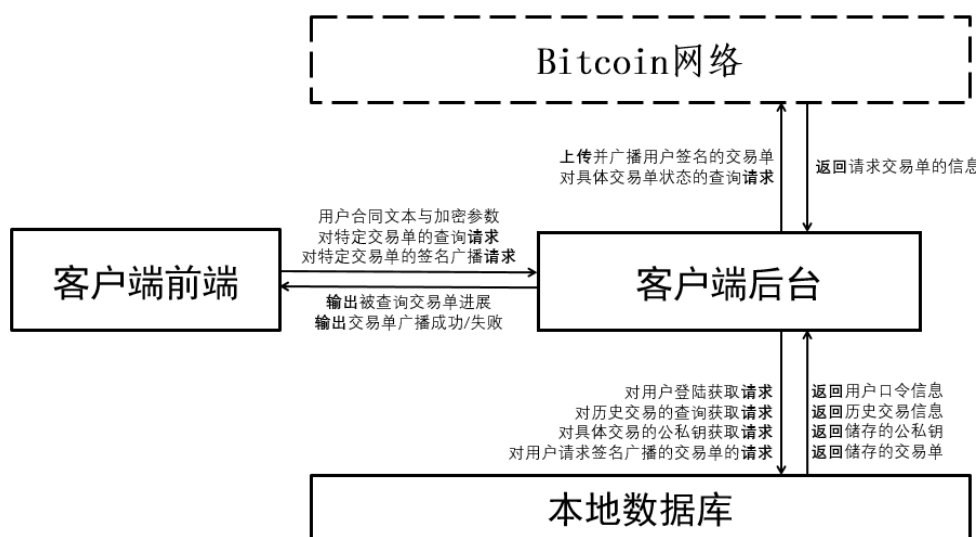 Bitcoin网络
上传并广播用户签名的交易单
对具体交易单状态的查询请求
返回请求交易单的信息
用户合同文本与加密参数
对特定交易单的查询请求
对特定交易单的签名广播请求
客户端前端
客户端后台
输出被查询交易单进展
输出交易单广播成功/失败
对用户登陆获取请求
对历史交易的查询获取请求
对具体交易的公私钥获取请求
对用户请求签名广播的交易单的请求
返回用户口令信息
返回历史交易信息
返回储存的公私钥
返回储存的交易单
本地数据库